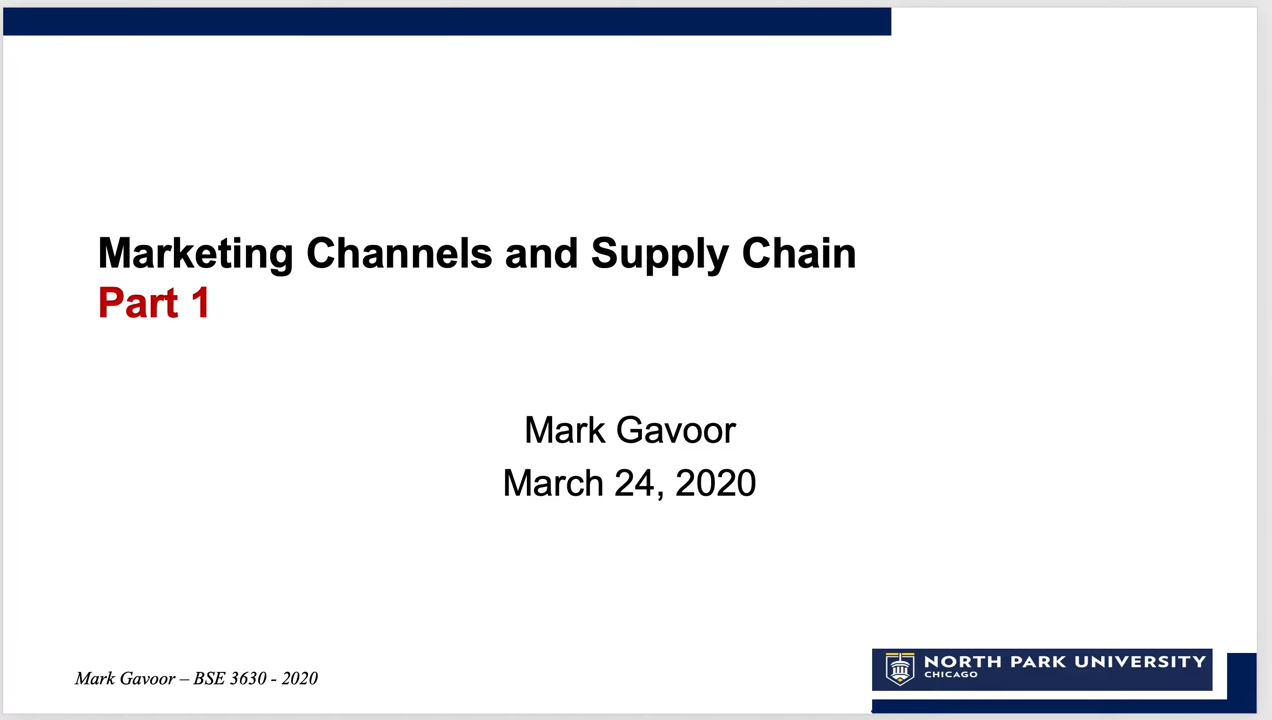 Marketing Channels and Supply Chain
Part 1
Mark Gavoor
March 24, 2020
Mark Gavoor – BSE 3630 - 2020
NORTH PARK UNIVERSITY
CHICAGO